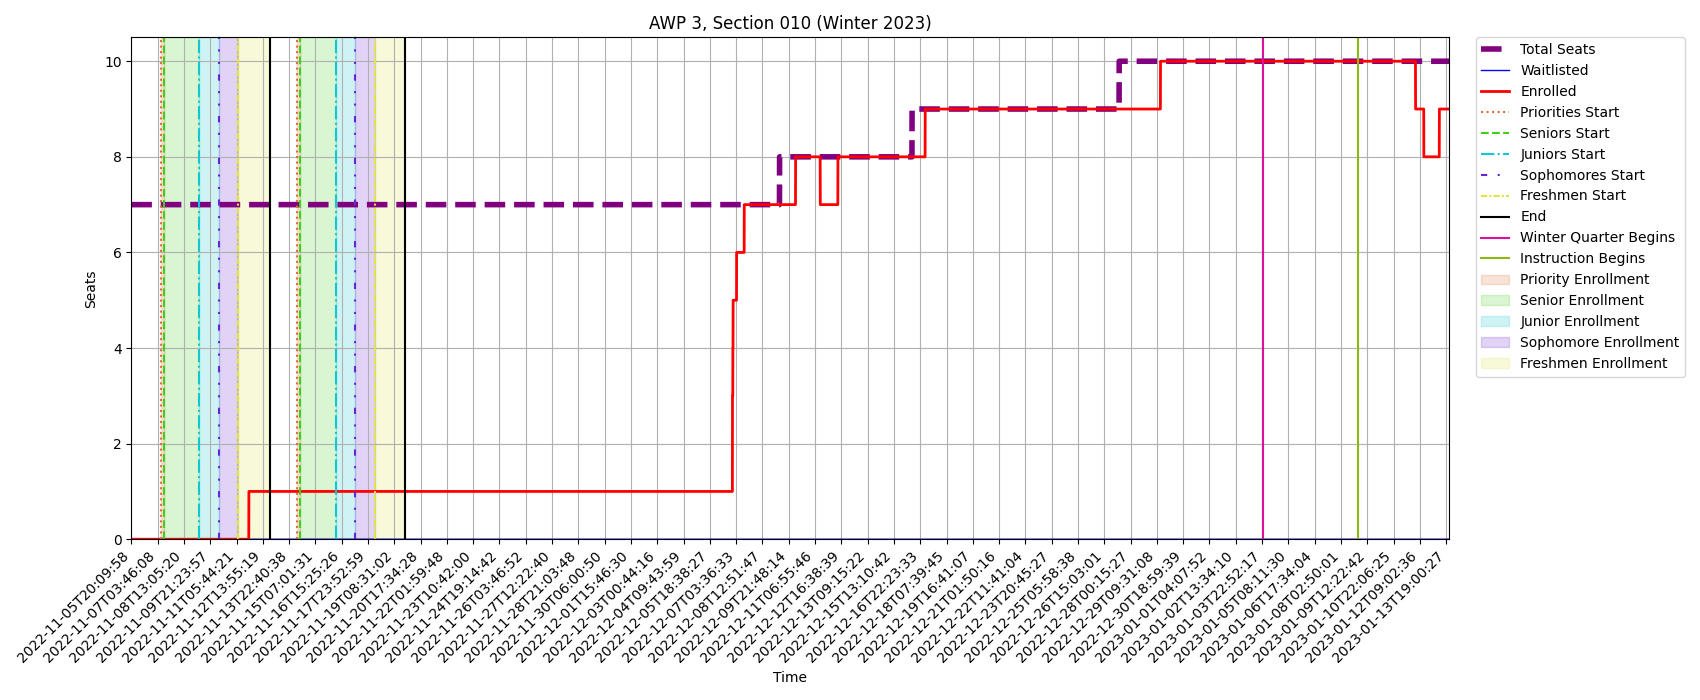 AWP 3, Section 010 (Winter 2023)
10
8
6
4
2
0
Seats
2022-11-05T20:09:58
2022-11-07T03:46:08
2022-11-08T13:05:20
2022-11-09T21:23:57
2022-11-11T05:44:21
2022-11-12T13:55:19
2022-11-13T22:40:38
2022-11-15T07:01:31
2022-11-16T15:25:26
2022-11-17T23:52:59
2022-11-19T08:31:02
2022-11-20T17:34:28
2022-11-22T01:59:48
2022-11-23T10:42:00
2022-11-24T19:14:42
2022-11-26T03:46:52
2022-11-27T12:22:40
2022-11-28T21:03:48
2022-11-30T06:00:50
2022-12-01T15:46:30
2022-12-03T00:44:16
2022-12-04T09:43:59
2022-12-05T18:38:27
2022-12-07T03:36:33
2022-12-08T12:51:47
2022-12-09T21:48:14
2022-12-11T06:55:46
2022-12-12T16:38:39
2022-12-13T09:15:22
2022-12-15T13:10:42
2022-12-16T22:23:33
2022-12-18T07:39:45
2022-12-19T16:41:07
2022-12-21T01:50:16
2022-12-22T11:41:04
2022-12-23T20:45:27
2022-12-25T05:58:38
2022-12-26T15:03:01
2022-12-28T00:15:27
2022-12-29T09:31:08
2022-12-30T18:59:39
2023-01-01T04:07:52
2023-01-02T13:34:10
2023-01-03T22:52:17
2023-01-05T08:11:30
2023-01-06T17:34:04
2023-01-08T02:50:01
2023-01-09T12:22:42
2023-01-10T22:06:25
2023-01-12T09:02:36
2023-01-13T19:00:27
Time
Total Seats
Waitlisted
Enrolled
Priorities Start
Seniors Start
Juniors Start
Sophomores Start
Freshmen Start
End
Winter Quarter Begins
Instruction Begins
Priority Enrollment
Senior Enrollment
Junior Enrollment
Sophomore Enrollment
Freshmen Enrollment